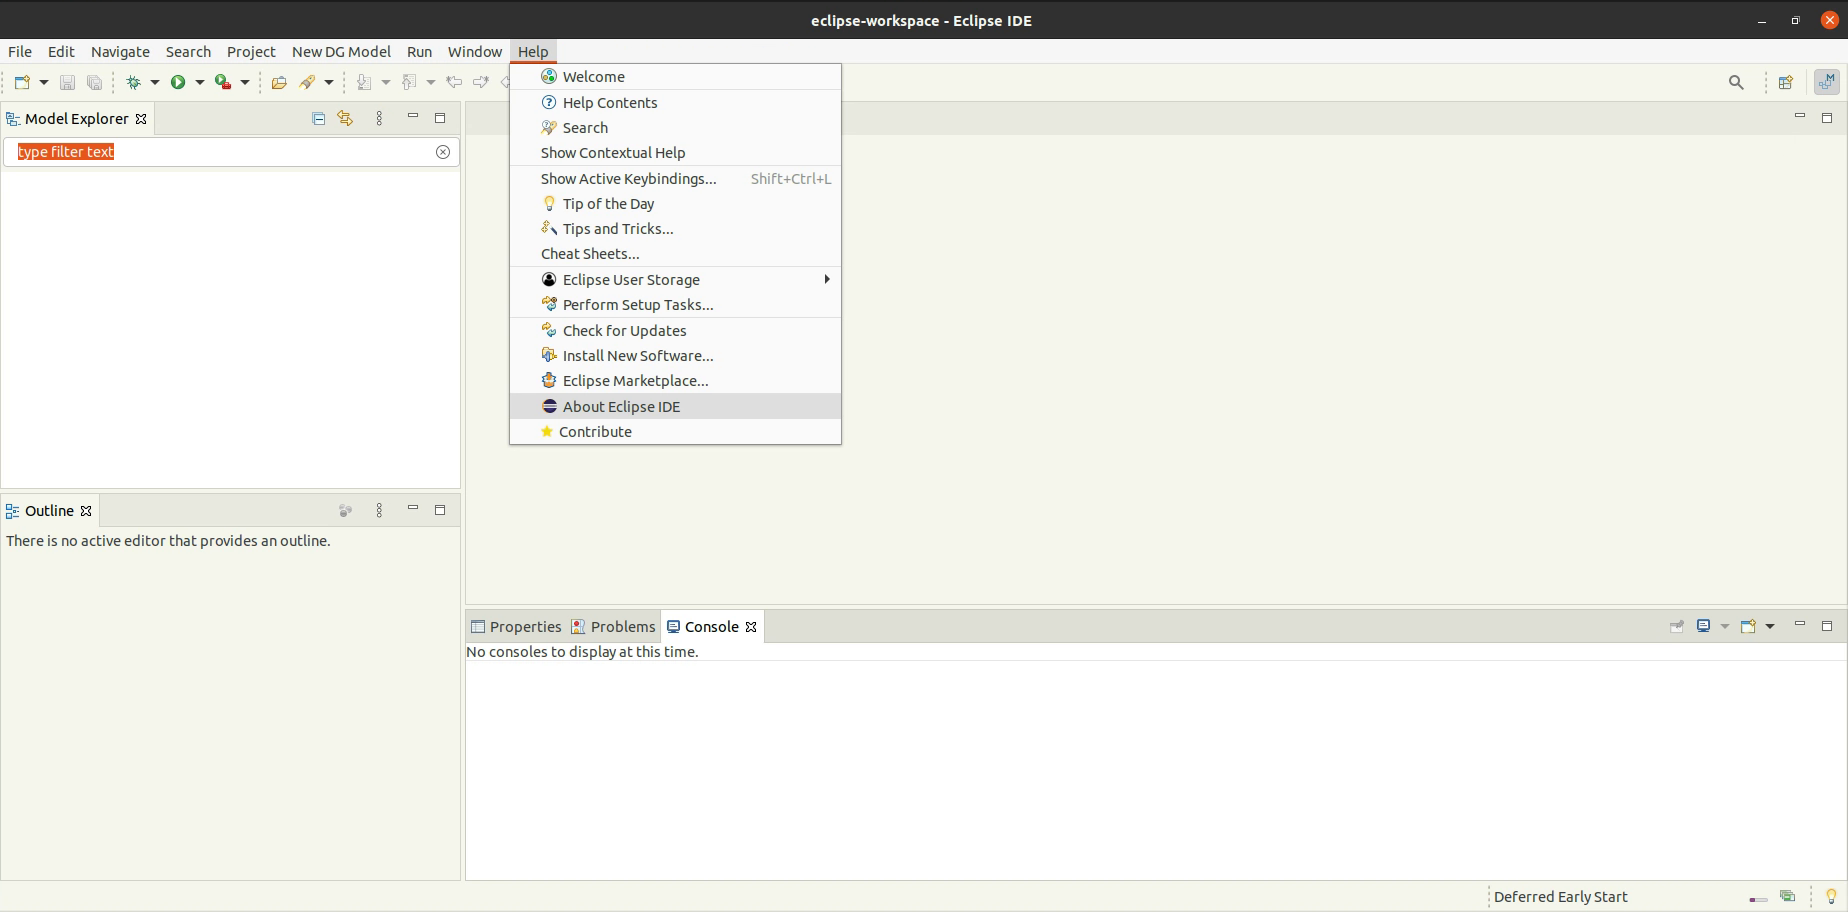 eclipse-workspace - Eclipse IDE
File Edit Navigate Search Project New DG Model Run Window Help
Welcome
Help Contents
Search
Show Contextual Help
Show Active Keybindings... Shift+Ctrl+L
Tip of the Day
Tips and Tricks...
Cheat Sheets...
Eclipse User Storage
Perform Setup Tasks...
Check for Updates
Install New Software...
Eclipse Marketplace...
About Eclipse IDE
Contribute
Model Explorer
type filter text
Outline
There is no active editor that provides an outline.
Properties Problems Console
No consoles to display at this time.
Deferred Early Start